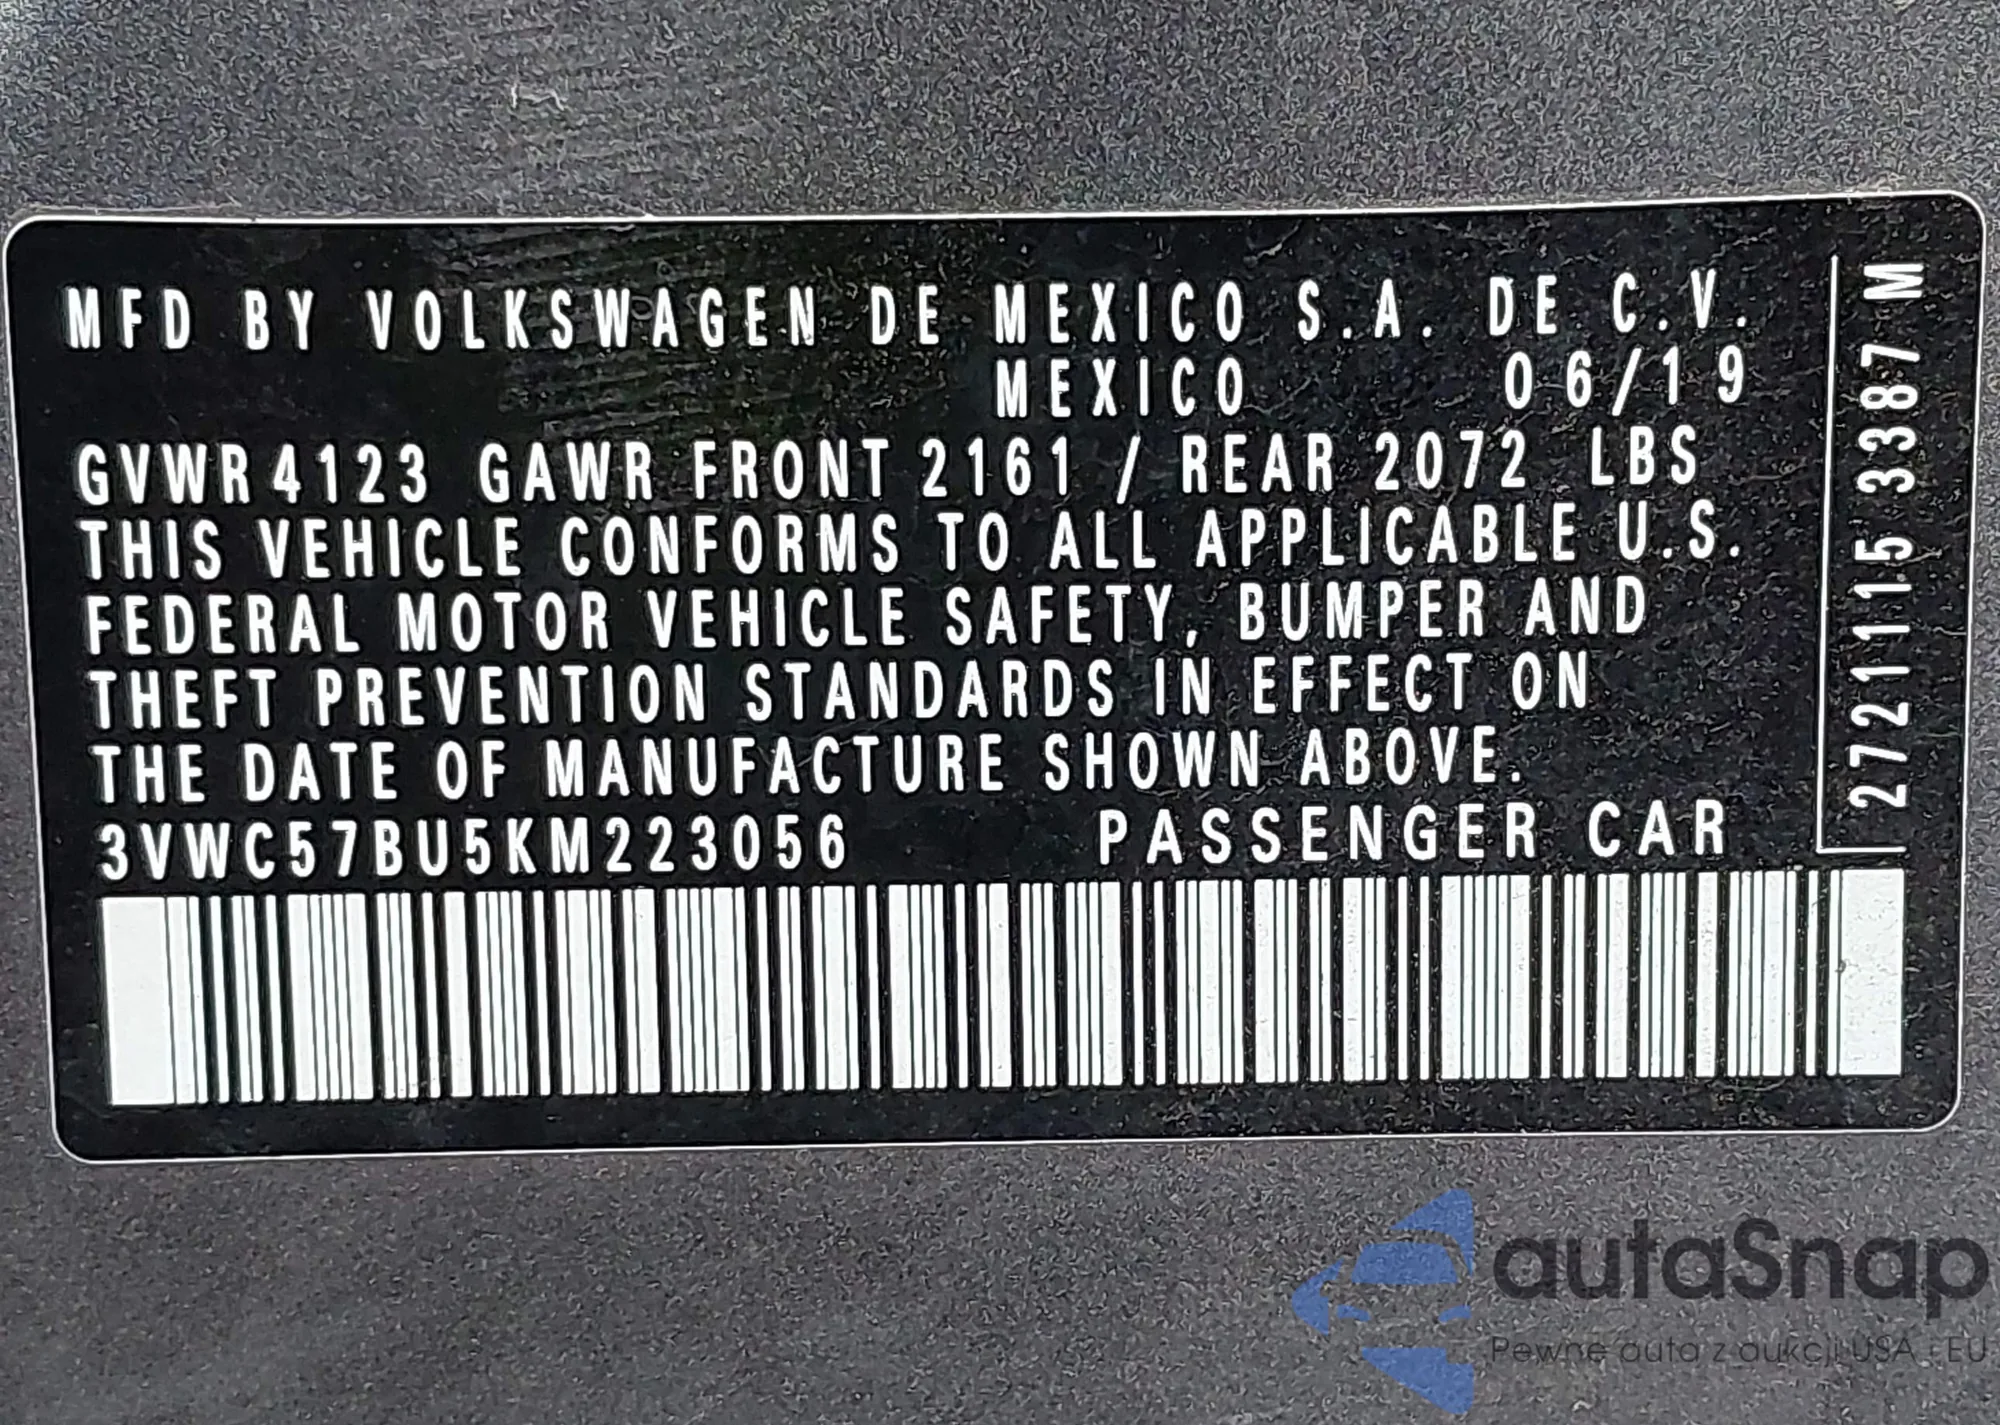 MFD BY VOLKSWAGEN DE MEXICO S.A. DE C.V.
MEXICO 06/19
GVWR 4123 GAWR FRONT 2161 / REAR 2072 LBS
THIS VEHICLE CONFORMS TO ALL APPLICABLE U.S.
FEDERAL MOTOR VEHICLE SAFETY, BUMPER AND
THEFT PREVENTION STANDARDS IN EFFECT ON
THE DATE OF MANUFACTURE SHOWN ABOVE.
3VWC57BU5KM223056 PASSENGER CAR
2721115 3387 M
autaSnap
Pewne auta z aukcji USA i EU